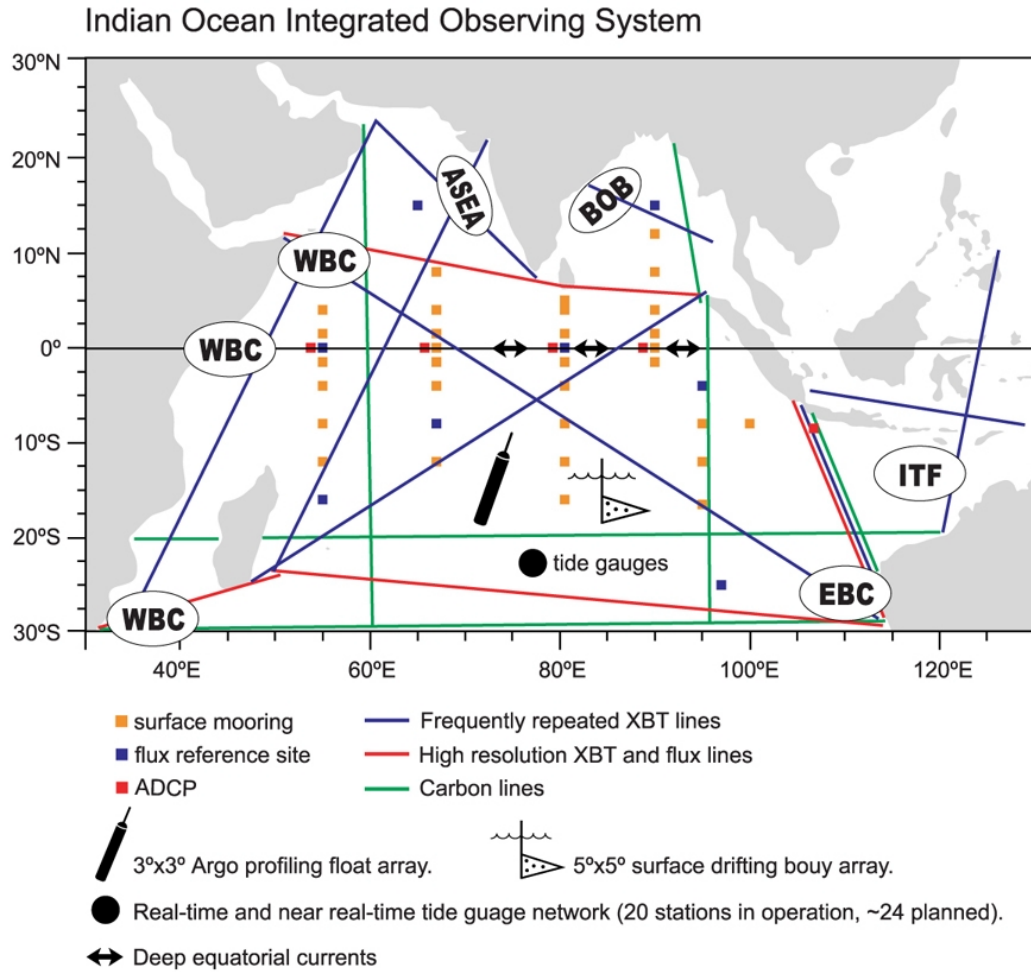 Indian Ocean Integrated Observing System
30ºN
20ºN
10ºN
0º
10ºS
20ºS
30ºS
ASEA
BOB
WBC
WBC
ITF
tide gauges
EBC
WBC
40ºE
60ºE
80ºE
100ºE
120ºE
surface mooring
Frequently repeated XBT lines
flux reference site
High resolution XBT and flux lines
ADCP
Carbon lines
3ºx3º Argo profiling float array.
5ºx5º surface drifting bouy array.
Real-time and near real-time tide guage network (20 stations in operation, ~24 planned).
Deep equatorial currents